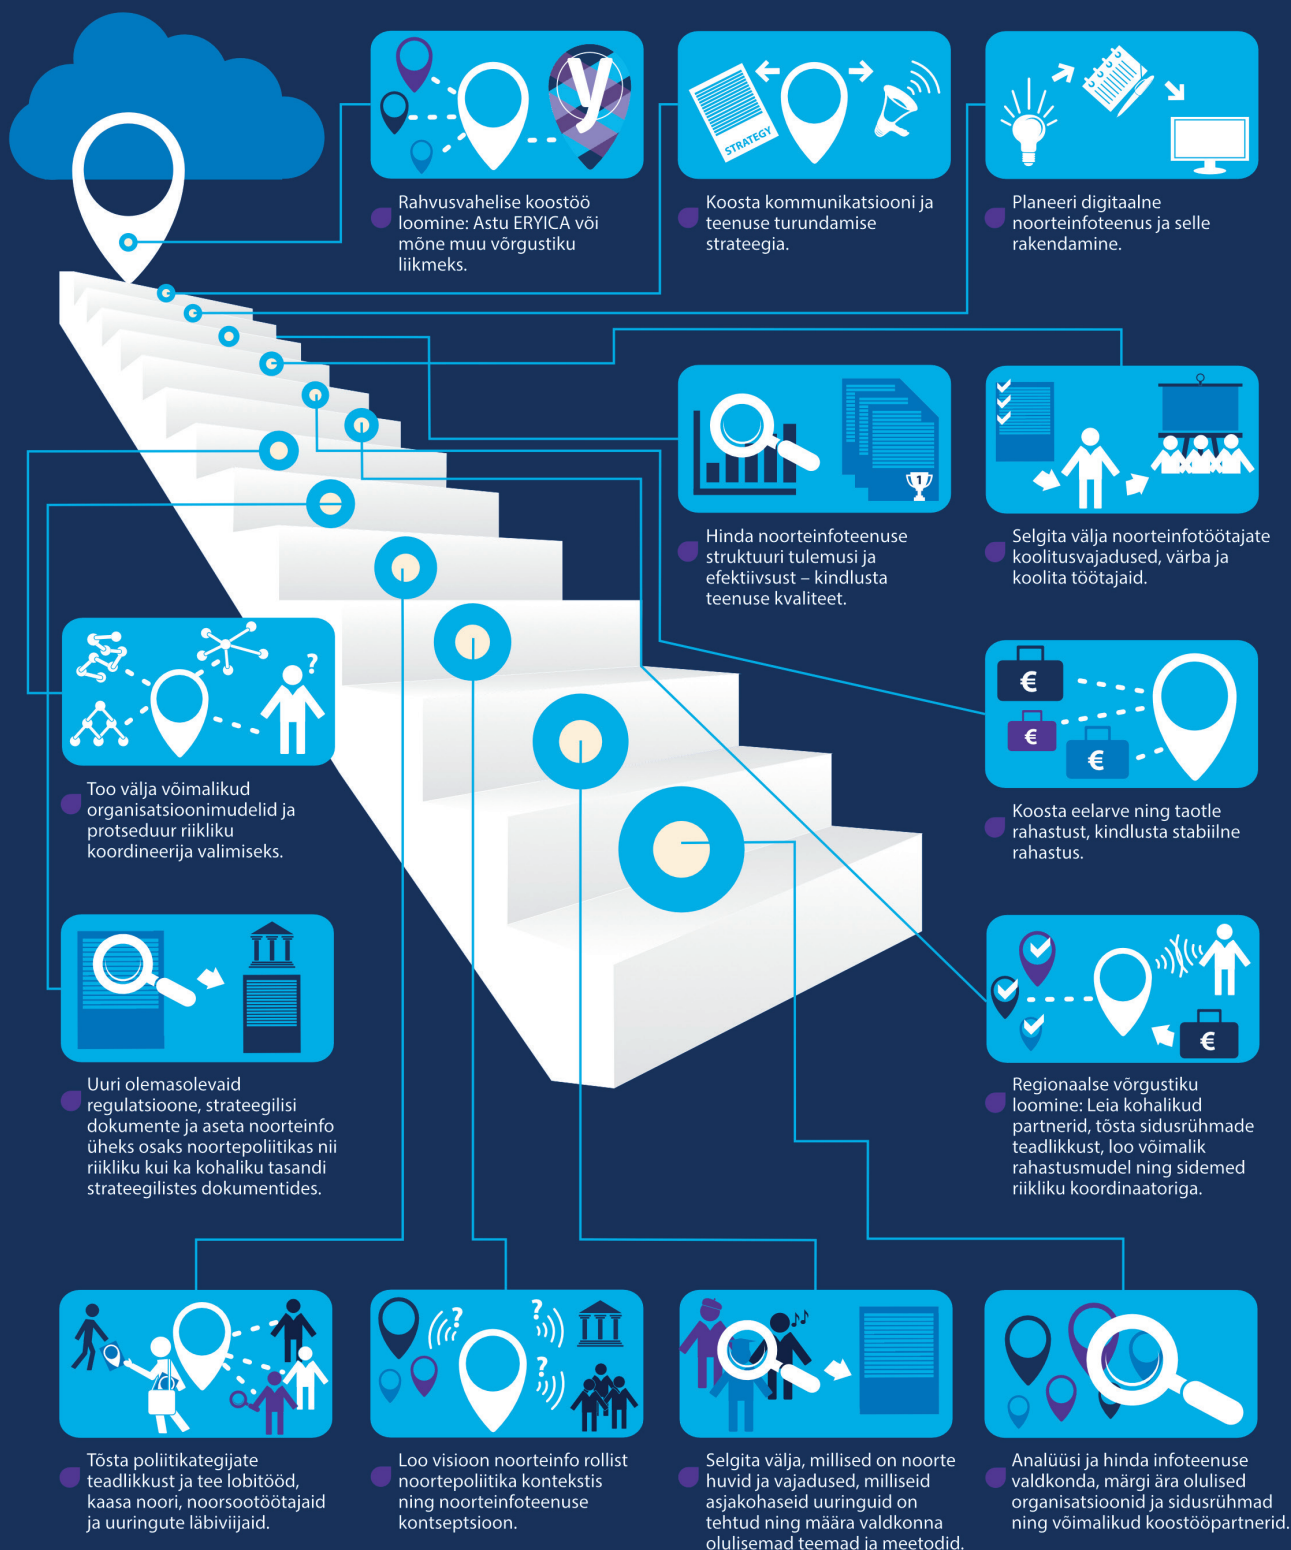 y
STRATEGY
Rahvusvahelise koostöö
loomine: Astu ERYICA või
mõne muu võrgustiku
liikmeks.
Koosta kommunikatsiooni ja
teenuse turundamise
strateegia.
Planeeri digitaalne
noorteinfoteenus ja selle
rakendamine.
1
Hinda noorteinfoteenuse
struktuuri tulemusi ja
efektiivsust – kindlusta
teenuse kvaliteet.
Selgita välja noorteinfotöötajate
koolitusvajadused, värba ja
koolita töötajaid.
?
Too välja võimalikud
organisatsioonimudelid ja
protseduur riikliku
koordineerija valimiseks.
€
€
€
Koosta eelarve ning taotle
rahastust, kindlusta stabiilne
rahastus.
Uuri olemasolevaid
regulatsioone, strateegilisi
dokumente ja aseta noorteinfo
üheks osaks noortepoliitikas nii
riikliku kui ka kohaliku tasandi
strateegilistes dokumentides.
€
Regionaalse võrgustiku
loomine: Leia kohalikud
partnerid, tõsta sidusrühmade
teadlikkust, loo võimalik
rahastusmudel ning sidemed
riikliku koordinaatoriga.
Tõsta poliitikategijate
teadlikkust ja tee lobitööd,
kaasa noori, noorsootöötajaid
ja uuringute läbiviijaid.
?
?
?
Loo visioon noorteinfo rollist
noortepoliitika kontekstis
ning noorteinfoteenuse
kontseptsioon.
Selgita välja, millised on noorte
huvid ja vajadused, milliseid
asjakohaseid uuringuid on
tehtud ning määra valdkonna
olulisemad teemad ja meetodid.
Analüüsi ja hinda infoteenuse
valdkonda, märgi ära olulised
organisatsioonid ja sidusrühmad
ning võimalikud koostööpartnerid.